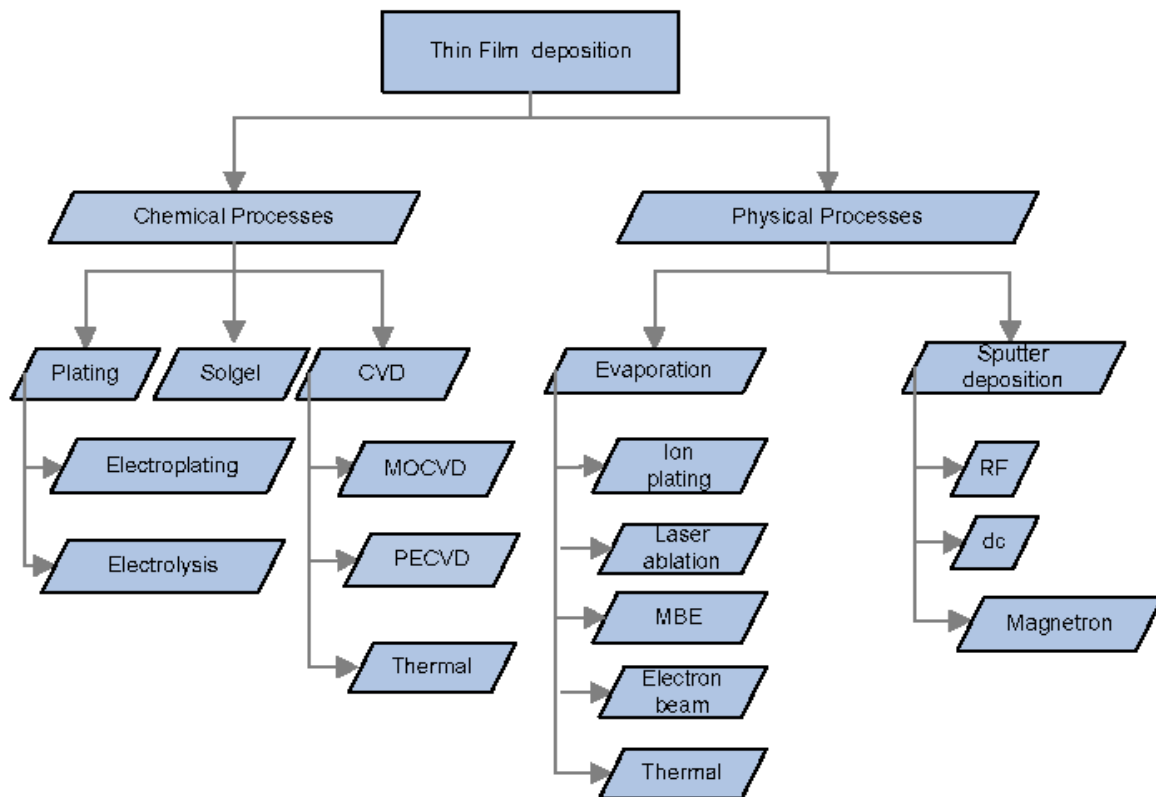 Thin Film deposition
Chemical Processes
Physical Processes
Plating
Solgel
CVD
Evaporation
Sputter
deposition
Electroplating
Electrolysis
MOCVD
PECVD
Thermal
Ion
plating
Laser
ablation
MBE
Electron
beam
Thermal
RF
dc
Magnetron